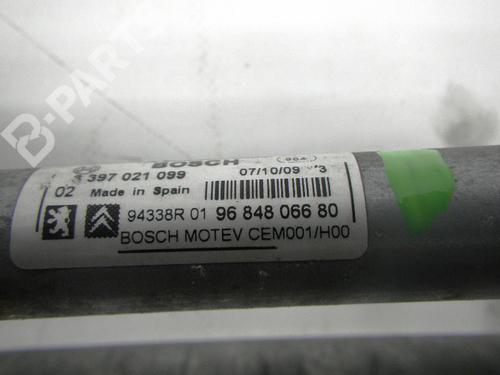 B-PARTS
BOSCH
3 397 021 099
07/10/09
3
02 Made in Spain
94338R 01 96 848 066 80
BOSCH MOTEV CEM001/H00